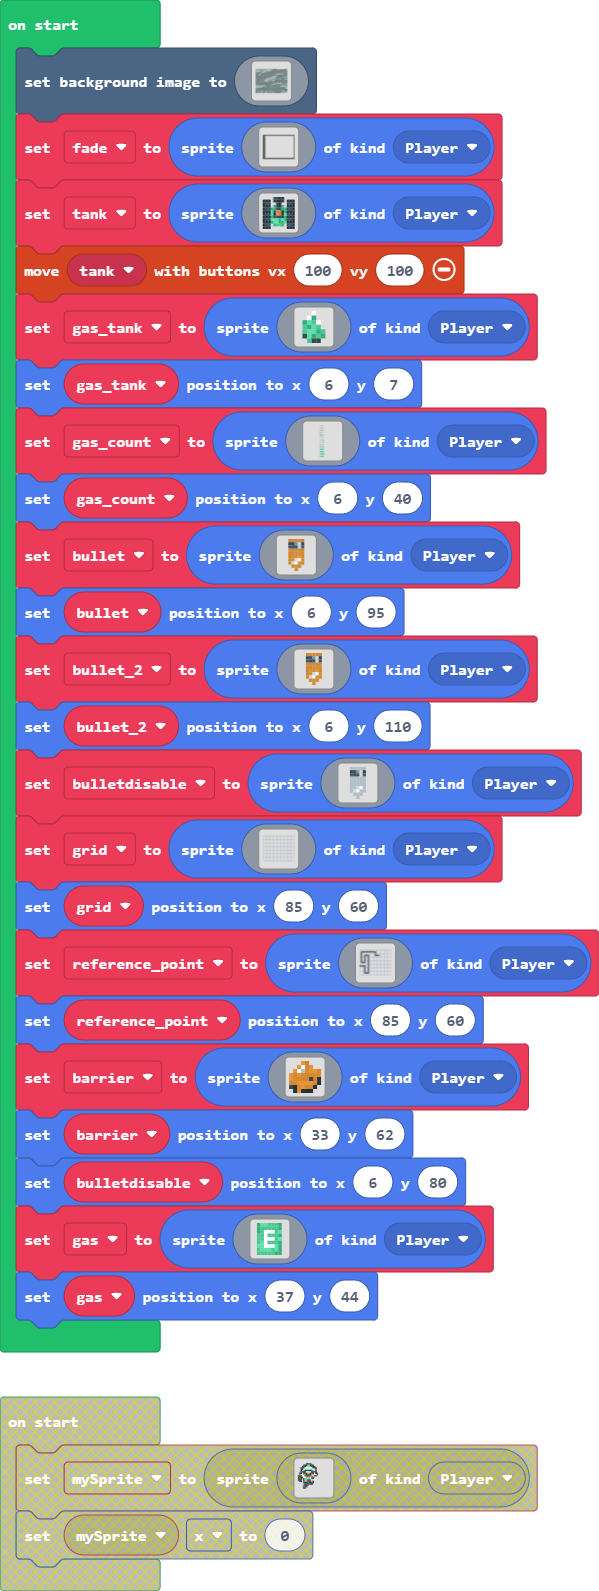 on start
set background image to
set fade to sprite of kind Player
set tank to sprite of kind Player
move tank with buttons vx 100 vy 100
set gas_tank to sprite of kind Player
set gas_tank position to x 6 y 7
set gas_count to sprite of kind Player
set gas_count position to x 6 y 40
set bullet to sprite of kind Player
set bullet position to x 6 y 95
set bullet_2 to sprite of kind Player
set bullet_2 position to x 6 y 110
set bulletdisable to sprite of kind Player
set grid to sprite of kind Player
set grid position to x 85 y 60
set reference_point to sprite of kind Player
set reference_point position to x 85 y 60
set barrier to sprite of kind Player
set barrier position to x 33 y 62
set bulletdisable position to x 6 y 80
set gas to sprite E of kind Player
set gas position to x 37 y 44
on start
set mySprite to sprite of kind Player
set mySprite x to 0